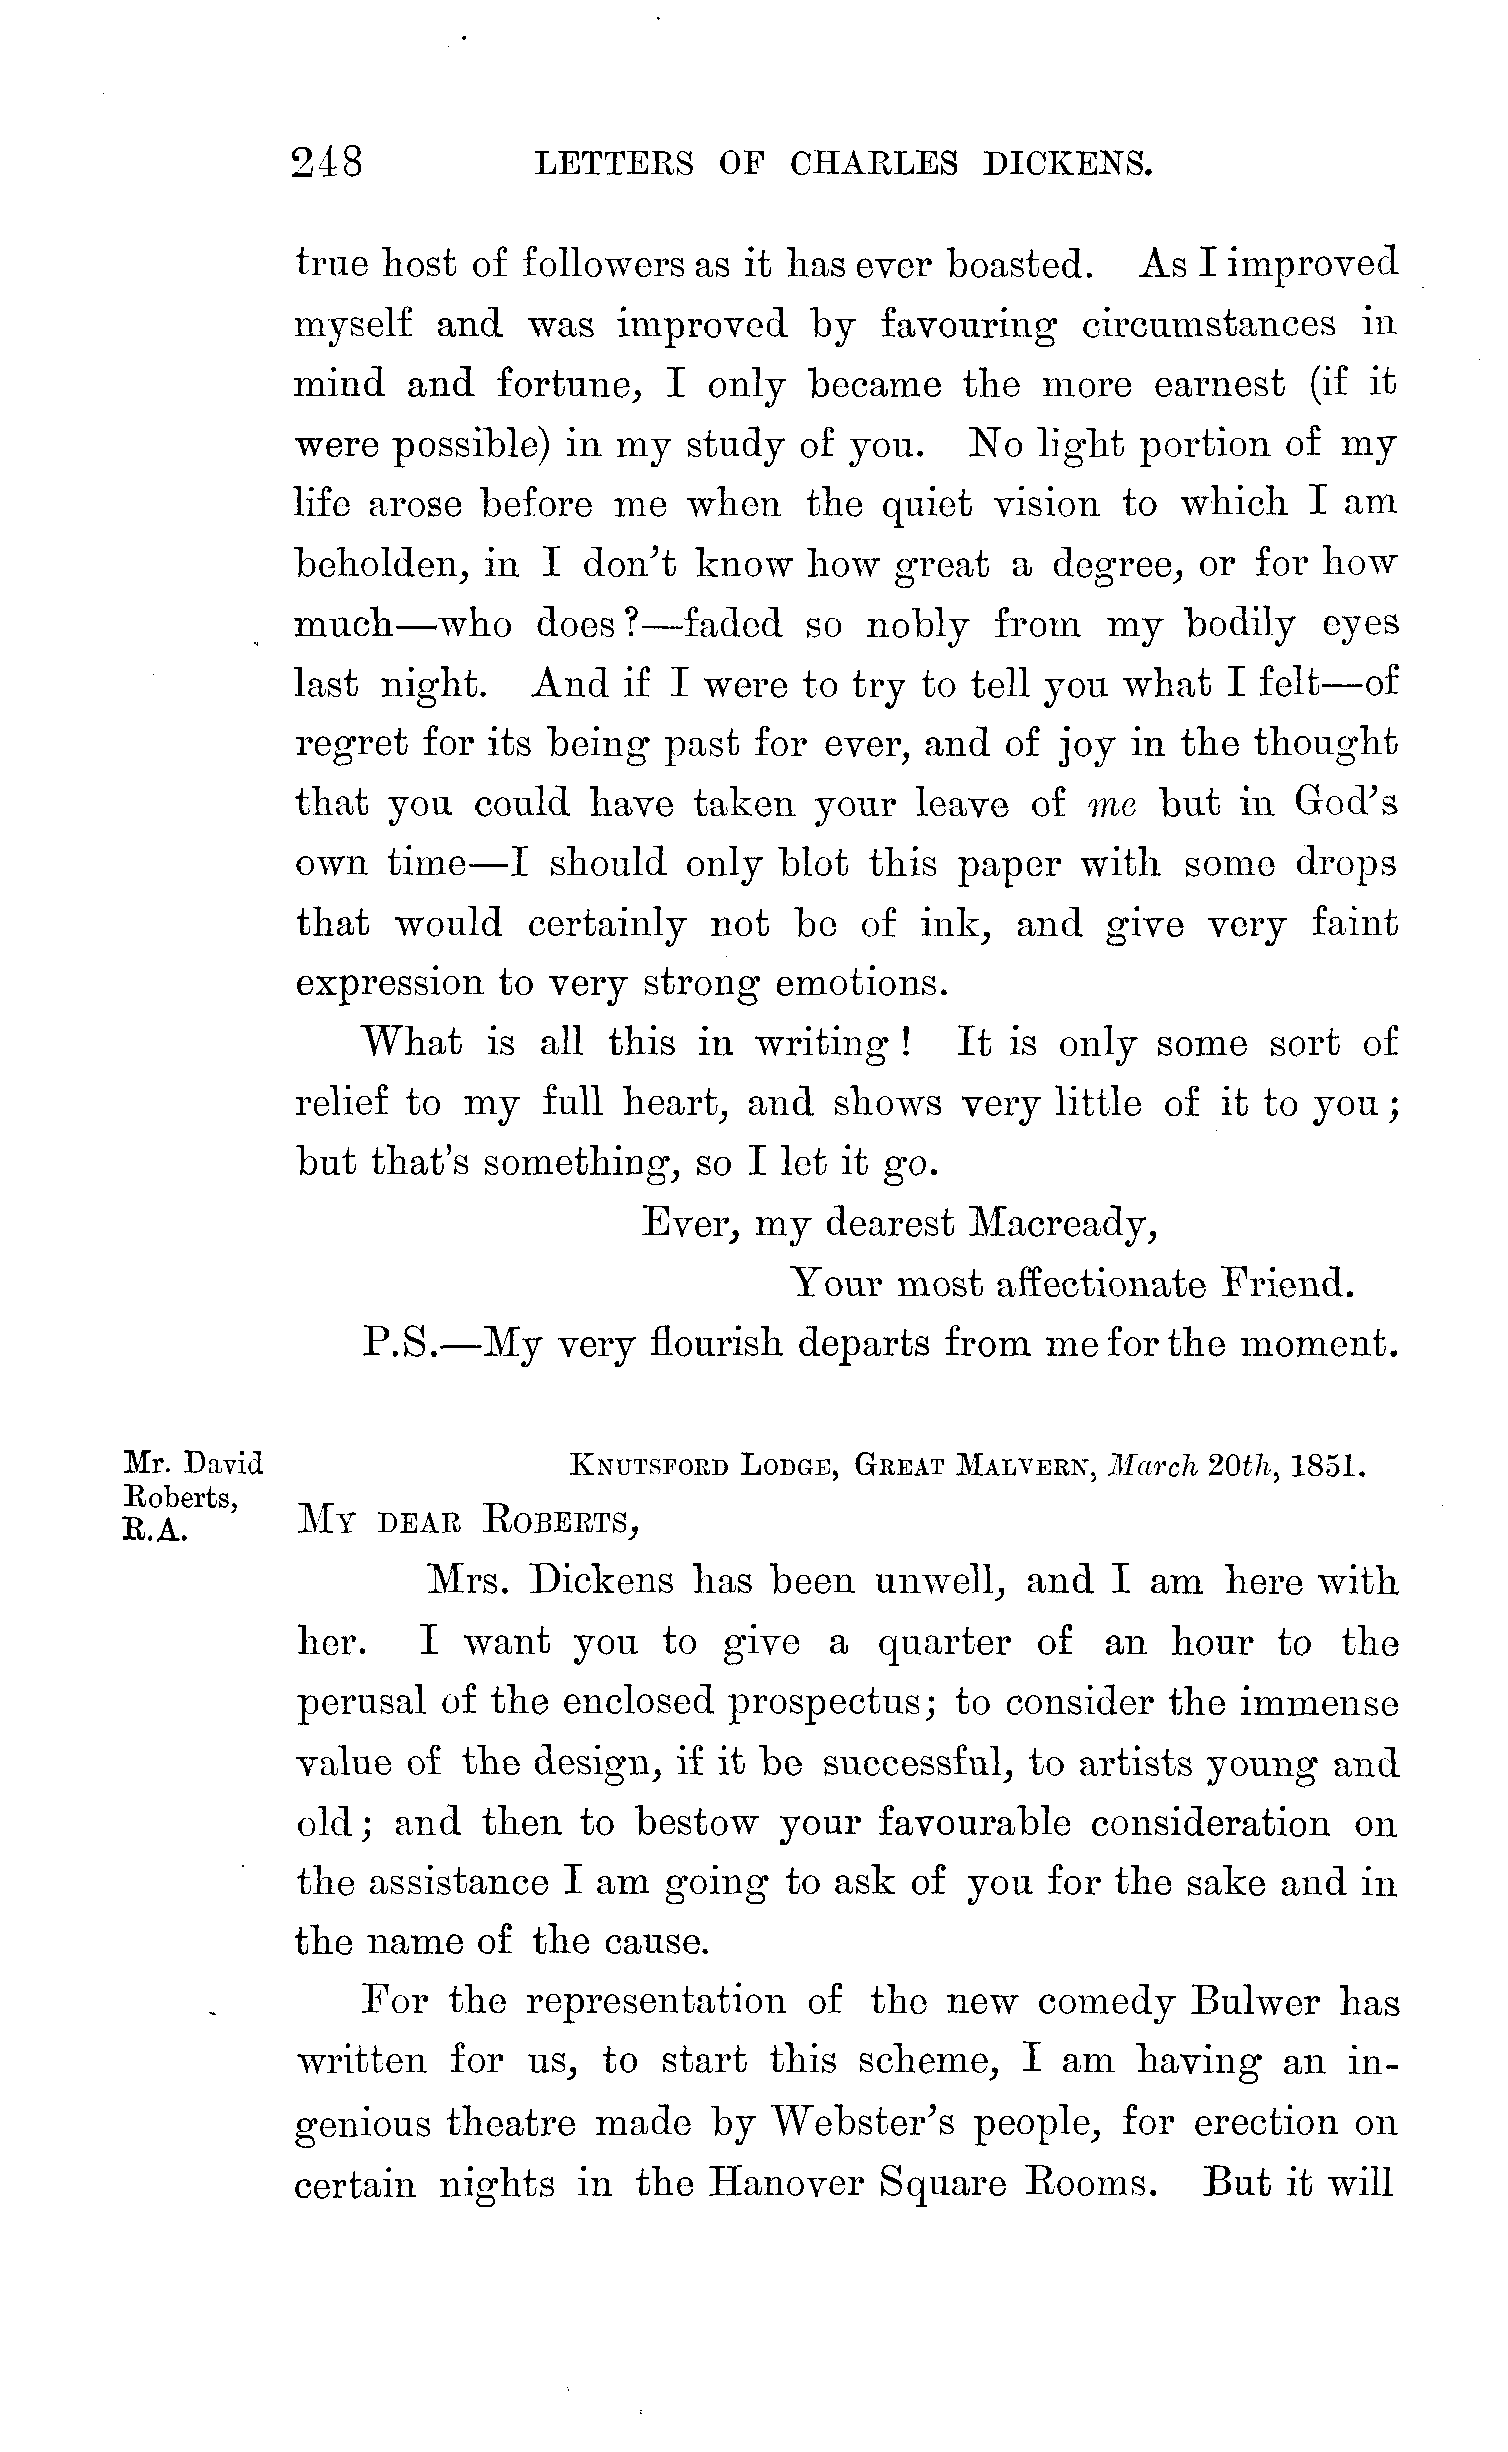 248 LETTERS OF CHARLES DICKENS.
true host of followers as it has ever boasted. As I improved
myself and was improved by favouring circumstances in
mind and fortune, I only became the more earnest (if it
were possible) in my study of you. No light portion of my
life arose before me when the quiet vision to which I am
beholden, in I don't know how great a degree, or for how
much—who does?—faded so nobly from my bodily eyes
last night. And if I were to try to tell you what I felt—of
regret for its being past for ever, and of joy in the thought
that you could have taken your leave of me but in God's
own time—I should only blot this paper with some drops
that would certainly not be of ink, and give very faint
expression to very strong emotions.
What is all this in writing! It is only some sort of
relief to my full heart, and shows very little of it to you;
but that's something, so I let it go.
Ever, my dearest Macready,
Your most affectionate Friend.
P.S.—My very flourish departs from me for the moment.
Mr. David
Roberts,
R.A.
KNUTSFORD LODGE, GREAT MALVERN, March 20th, 1851.
MY DEAR ROBERTS,
Mrs. Dickens has been unwell, and I am here with
her. I want you to give a quarter of an hour to the
perusal of the enclosed prospectus; to consider the immense
value of the design, if it be successful, to artists young and
old; and then to bestow your favourable consideration on
the assistance I am going to ask of you for the sake and in
the name of the cause.
For the representation of the new comedy Bulwer has
written for us, to start this scheme, I am having an in-
genious theatre made by Webster's people, for erection on
certain nights in the Hanover Square Rooms. But it will